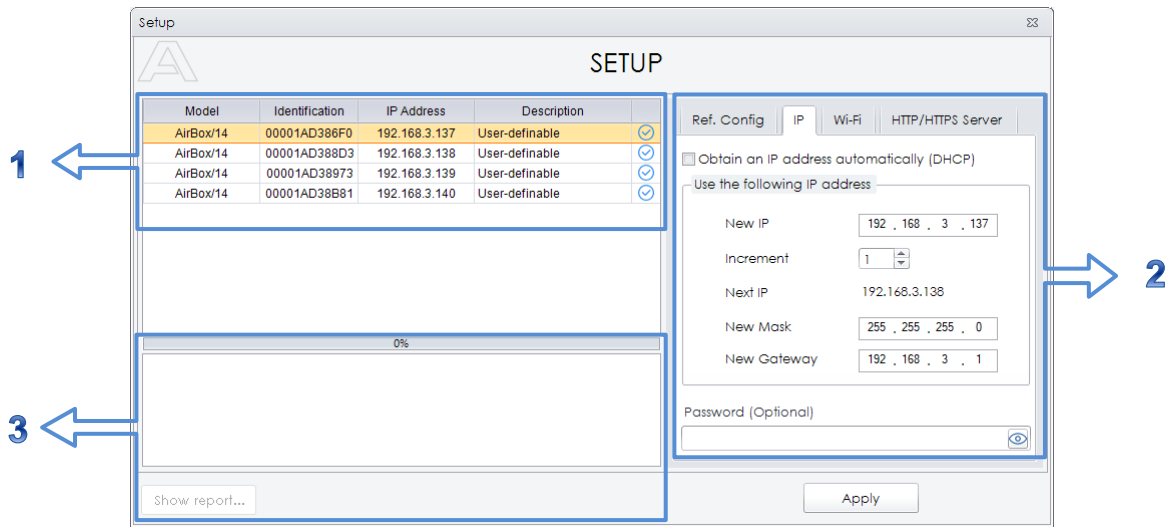 Setup
SETUP
Model Identification IP Address Description
AirBox/14 00001AD386F0 192.168.3.137 User-definable
AirBox/14 00001AD388D3 192.168.3.138 User-definable
AirBox/14 00001AD38973 192.168.3.139 User-definable
AirBox/14 00001AD38B81 192.168.3.140 User-definable
1
0%
3
Show report...
Ref. Config IP Wi-Fi HTTP/HTTPS Server
Obtain an IP address automatically (DHCP)
Use the following IP address
New IP 192 . 168 . 3 . 137
Increment 1
Next IP 192.168.3.138
New Mask 255 . 255 . 255 . 0
New Gateway 192 . 168 . 3 . 1
2
Password (Optional)
Apply